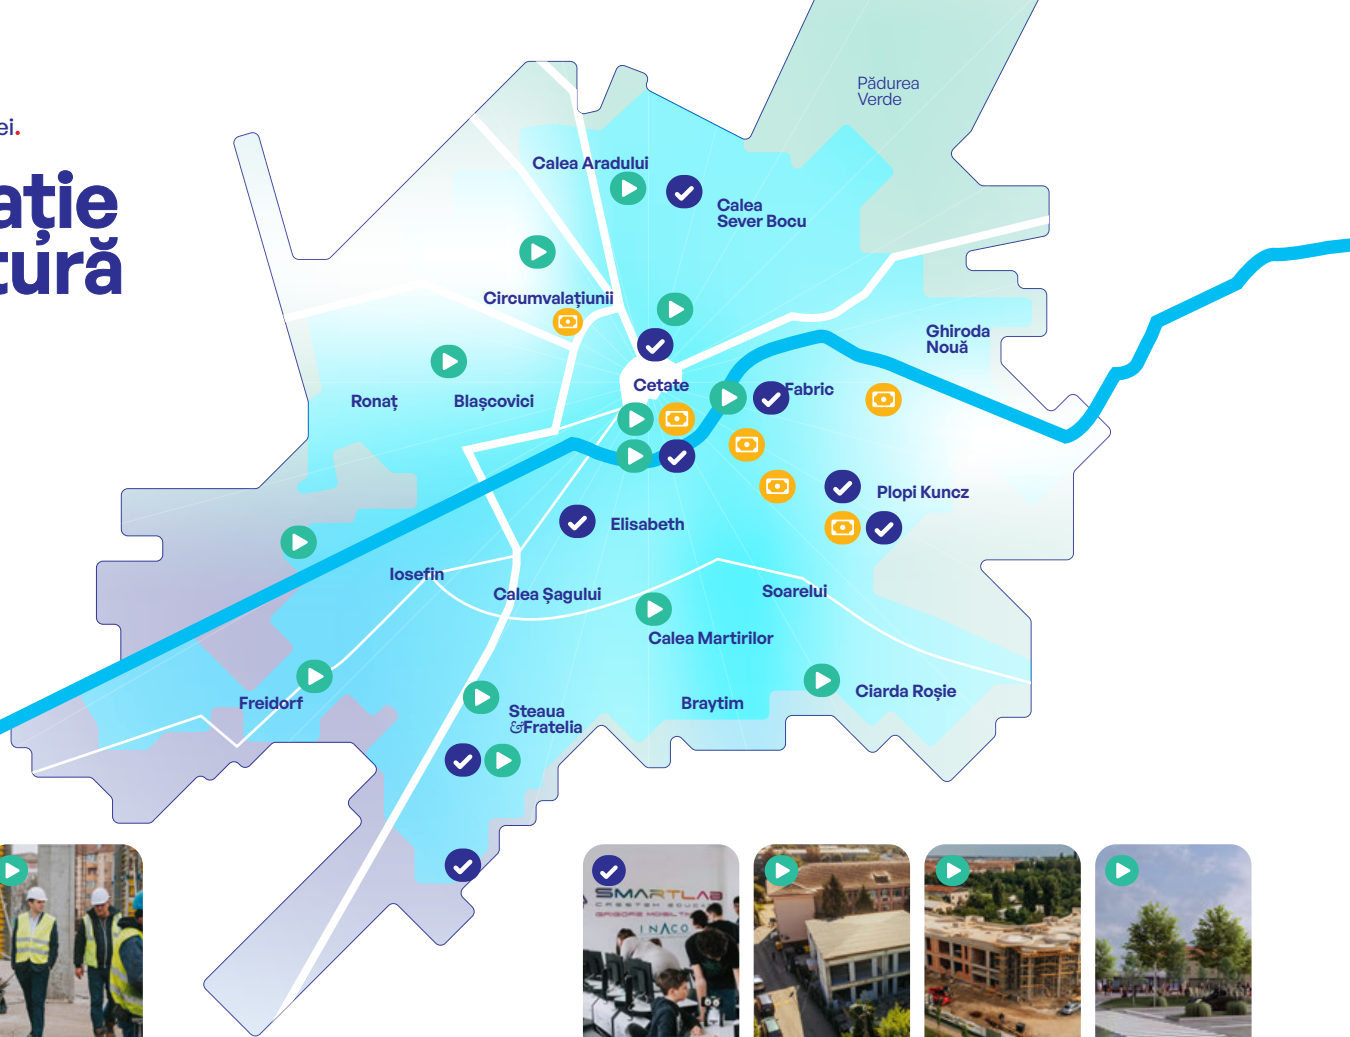 ei.
ație
tură
Pădurea
Verde
Calea Aradului
Calea
Sever Bocu
Circumvalațiunii
Ghiroda
Nouă
Cetate
Fabric
Ronaț
Blașcovici
Plopi Kuncz
Elisabeth
Iosefin
Calea Șagului
Soarelui
Calea Martirilor
Freidorf
Steaua
&Fratelia
Braytim
Ciarda Roșie
SMARTLAB
INACO